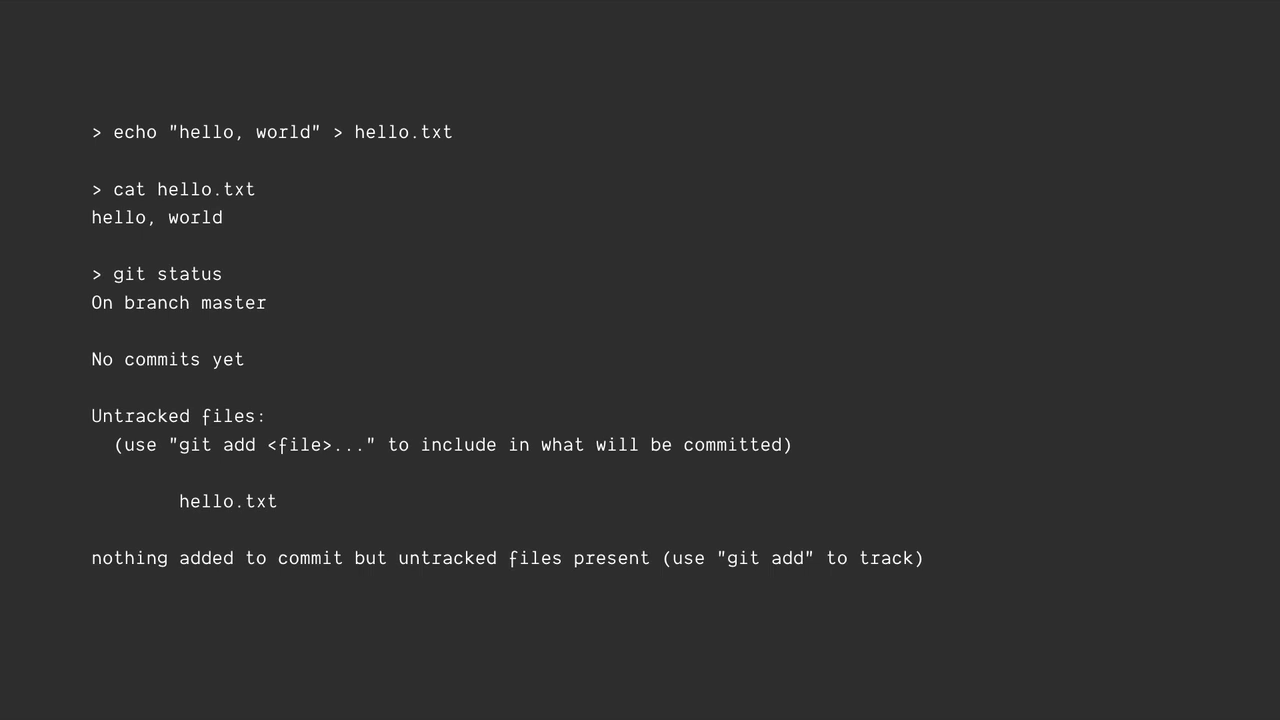 > echo "hello, world" > hello.txt
> cat hello.txt
hello, world
> git status
On branch master
No commits yet
Untracked files:
(use "git add <file>..." to include in what will be committed)
hello.txt
nothing added to commit but untracked files present (use "git add" to track)